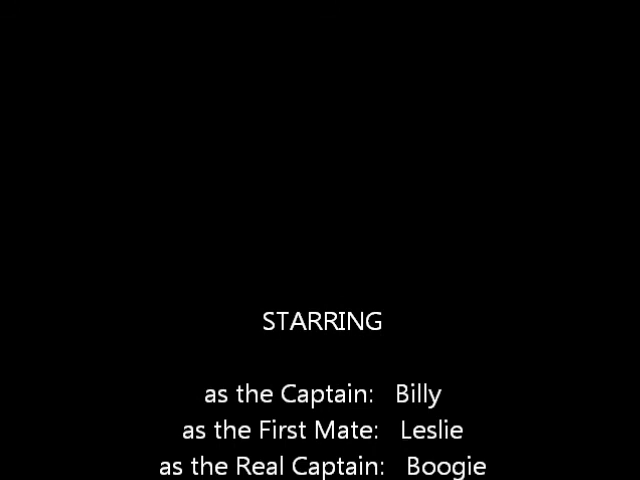 STARRING
as the Captain:   Billy
as the First Mate:   Leslie
as the Real Captain:   Boogie